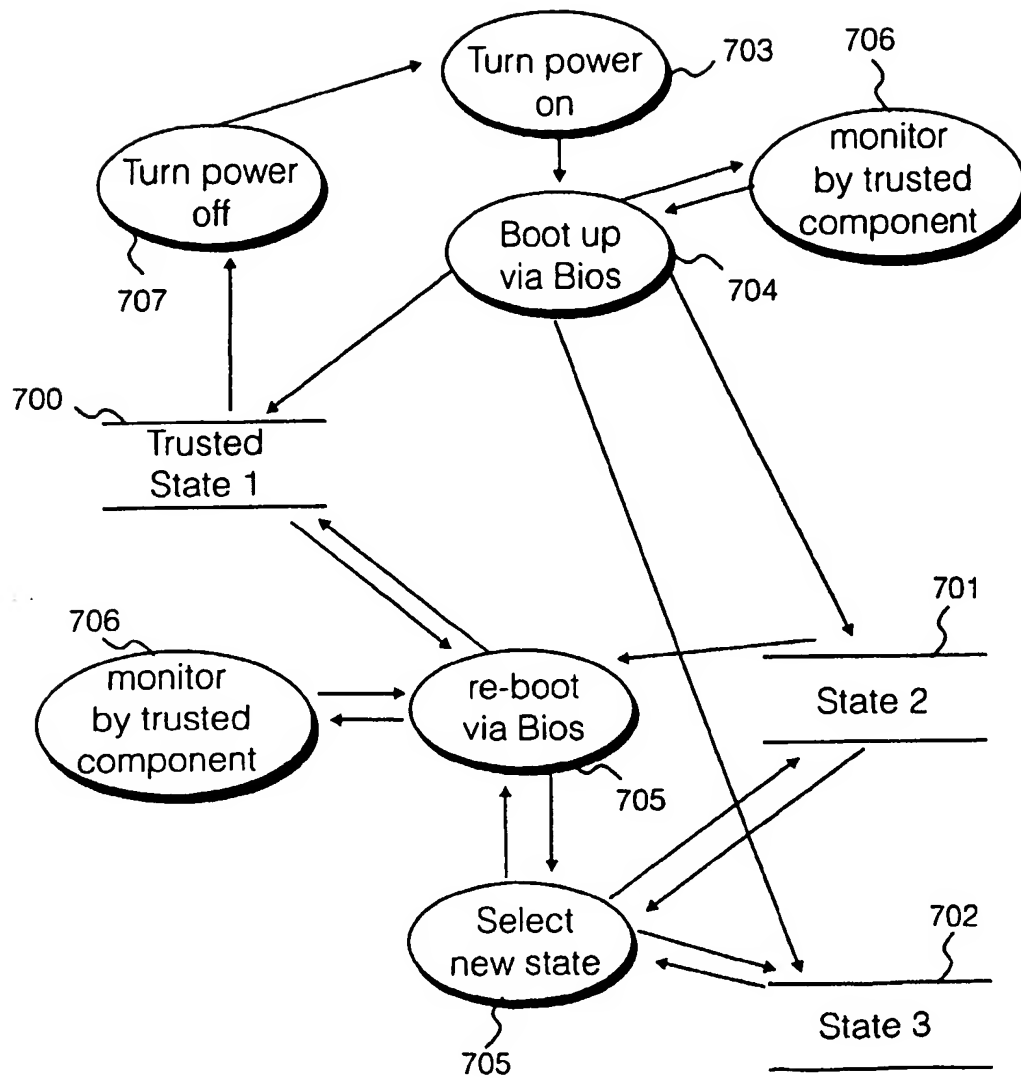 Turn power
on
703
706
monitor
by trusted
component
Turn power
off
707
Boot up
via Bios
704
700
Trusted
State 1
701
State 2
706
monitor
by trusted
component
re-boot
via Bios
705
Select
new state
705
702
State 3